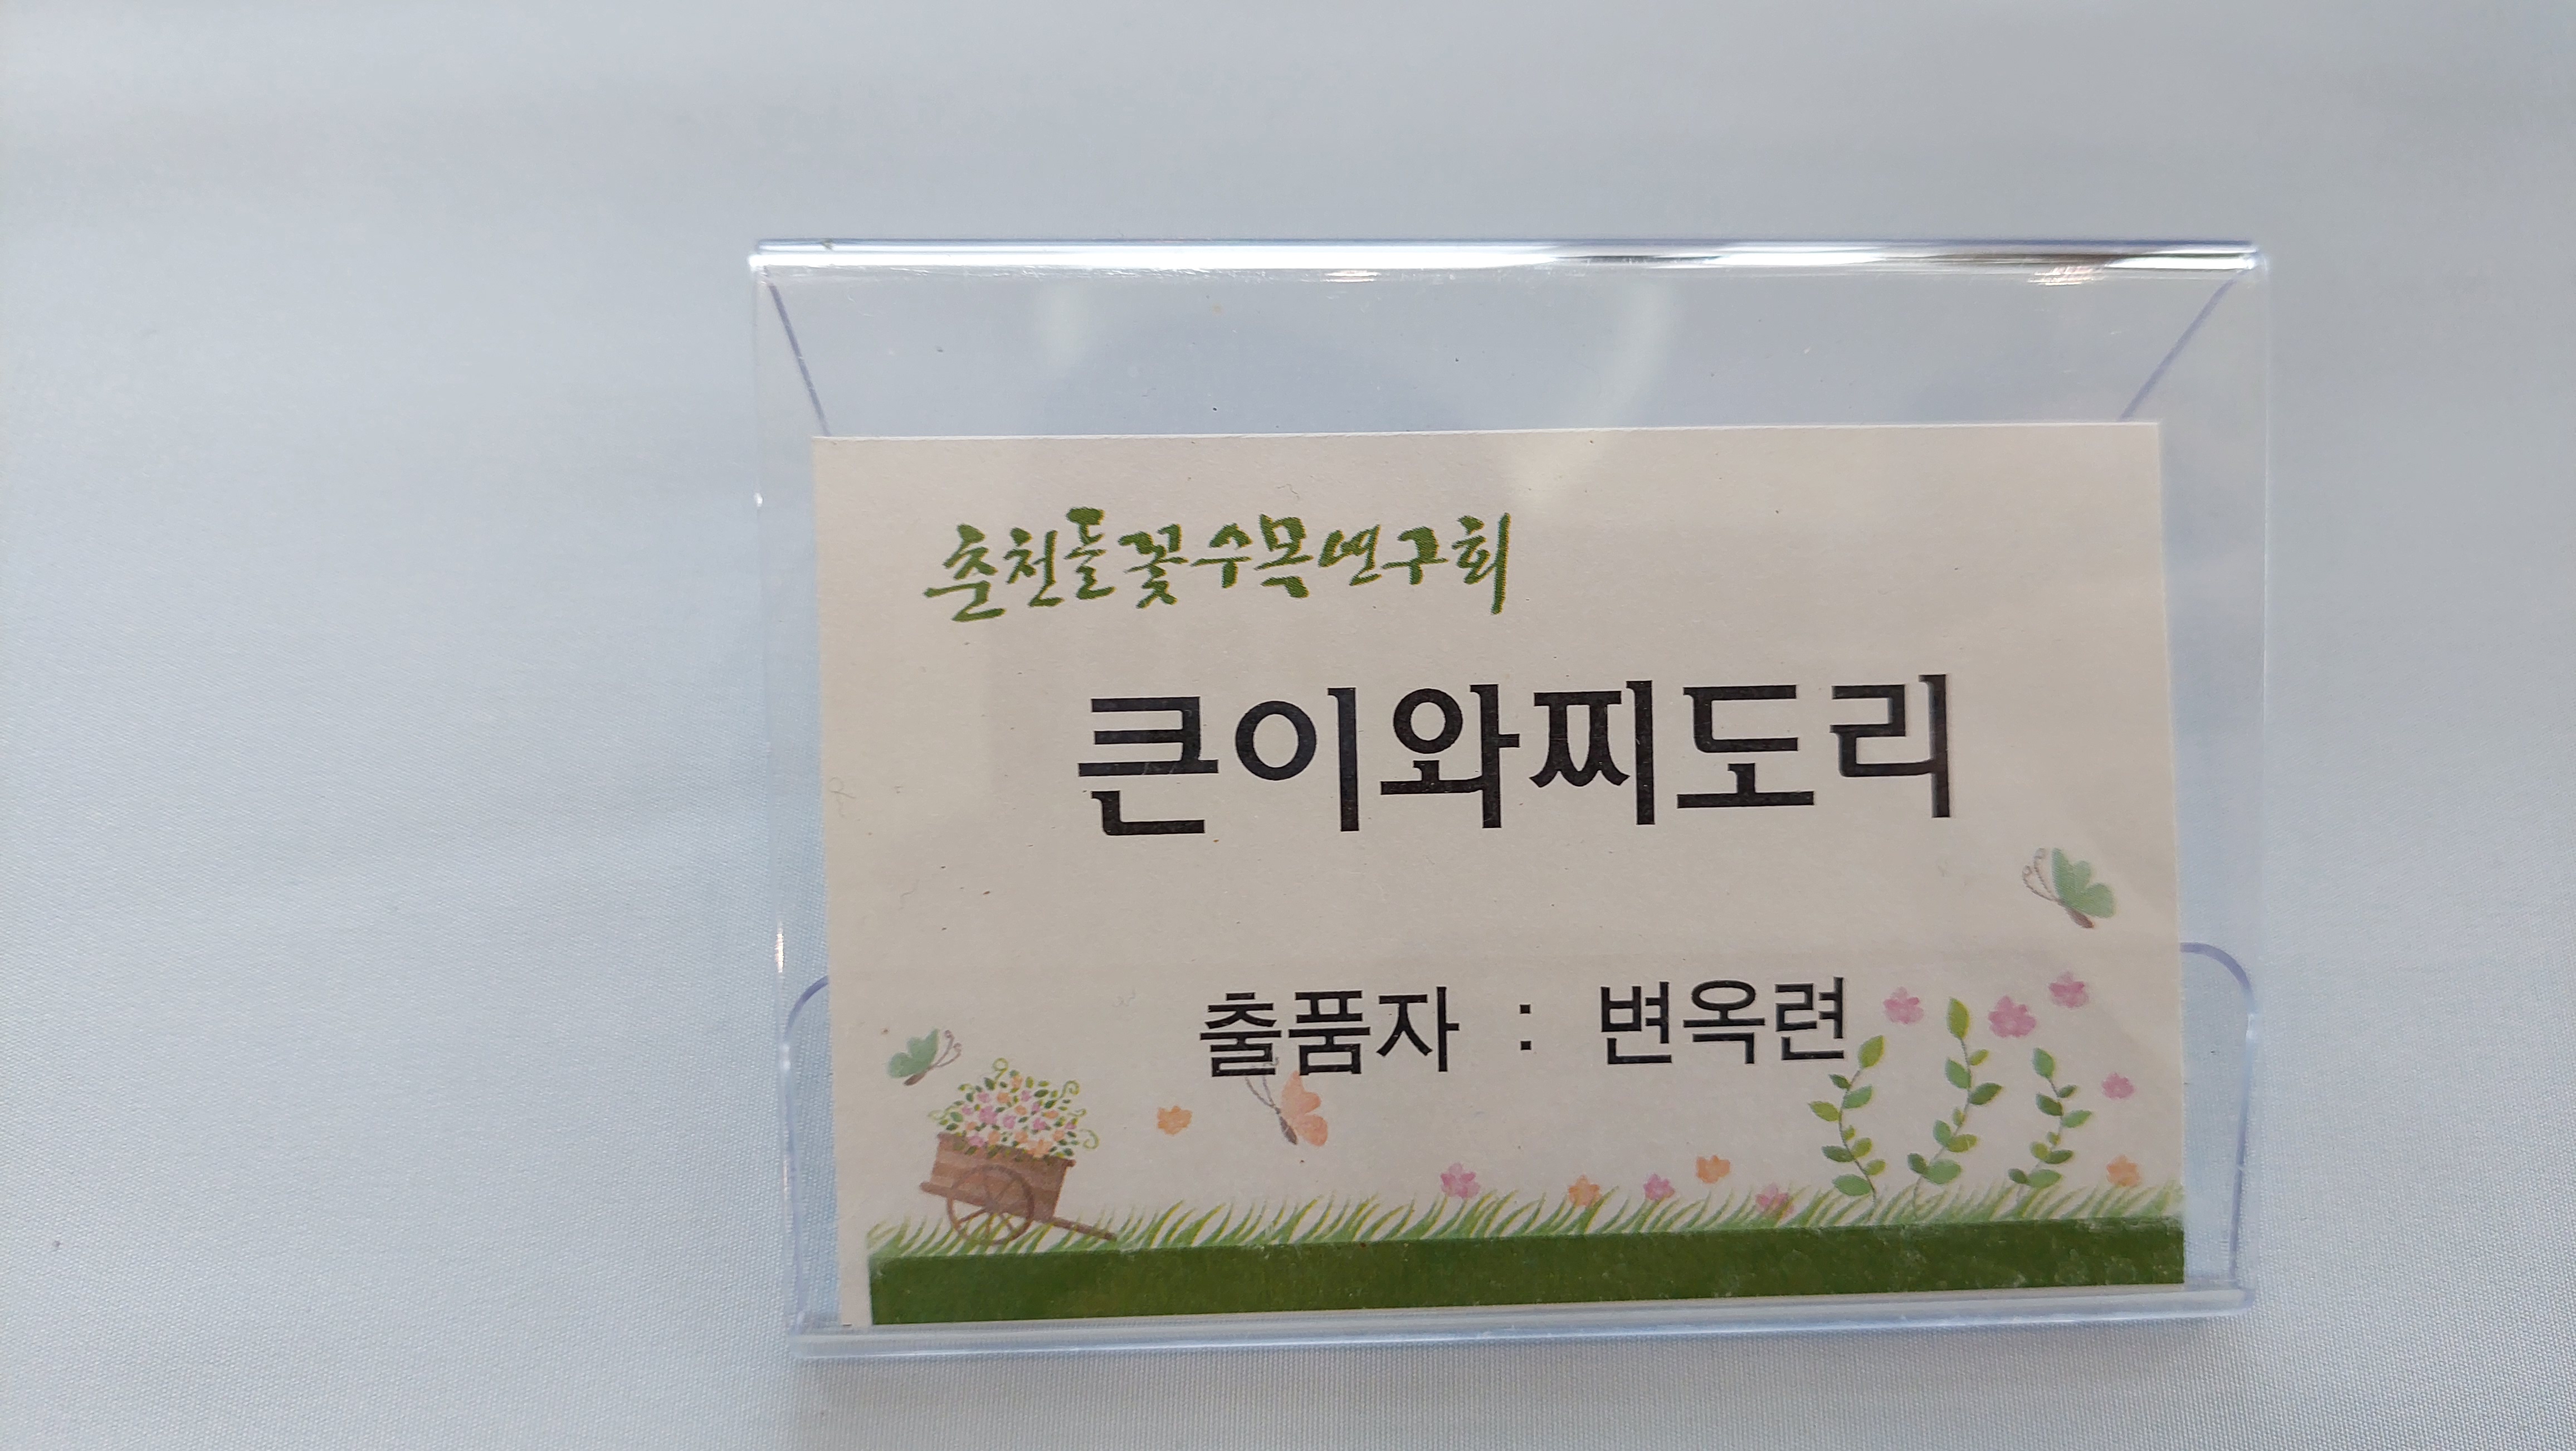 춘천풀꽃수목연구회
큰이와찌도리
출품자 : 변옥련